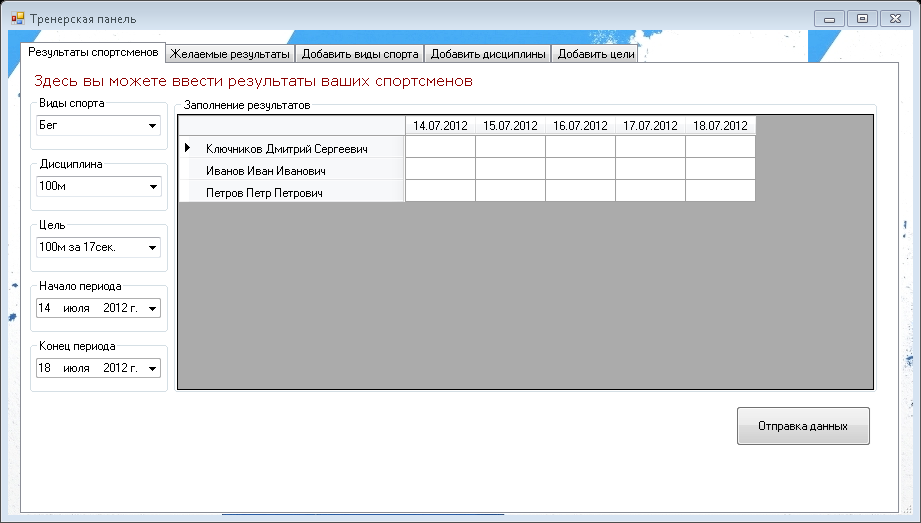 Тренерская панель
Результаты спортсменов Желаемые результаты Добавить виды спорта Добавить дисциплины Добавить цели
Здесь вы можете ввести результаты ваших спортсменов
Виды спорта
Бег
Дисциплина
100м
Цель
100м за 17сек.
Начало периода
14 июля 2012 г.
Конец периода
18 июля 2012 г.
Заполнение результатов
14.07.2012 15.07.2012 16.07.2012 17.07.2012 18.07.2012
Ключников Дмитрий Сергеевич
Иванов Иван Иванович
Петров Петр Петрович
Отправка данных